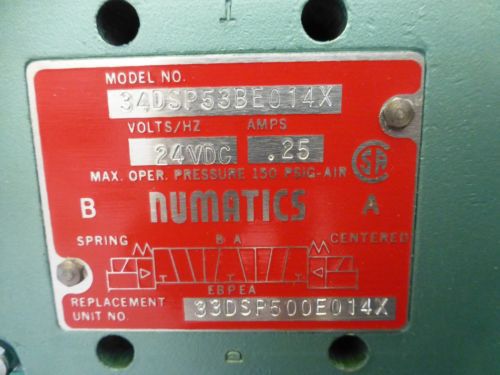 MODEL NO.
34DSP53BE014X
VOLTS/HZ AMPS
24VDC .25
MAX. OPER. PRESSURE 150 PSIG-AIR
B NUMATICS A
SPRING B A CENTERED
EBPEA
REPLACEMENT
UNIT NO. 33DSP500E014X